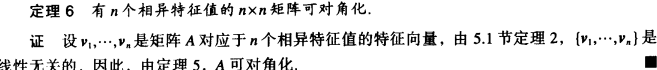 定理 6 有 n 个相异特征值的 n×n 矩阵可对角化.
证 设 v₁,⋯,vₙ 是矩阵 A 对应于 n 个相异特征值的特征向量，由 5.1 节定理 2，{v₁,⋯,vₙ} 是
线性无关的，因此，由定理 5，A 可对角化. ■